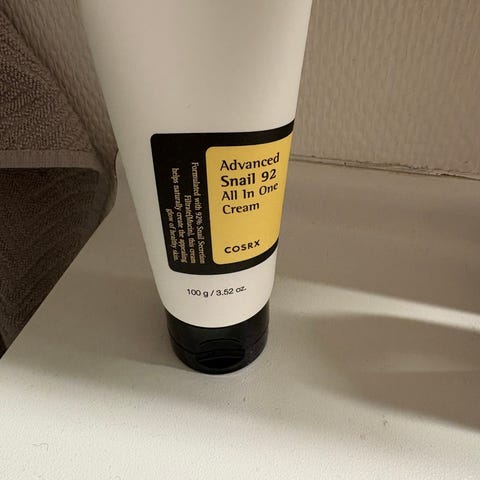 Advanced
Snail 92
All In One
Cream
COSRX
Formulated with 92% Snail Secretion
Filtrate(Mucin), this cream
helps naturally create the appealing
glow of healthy skin.
100 g / 3.52 oz.